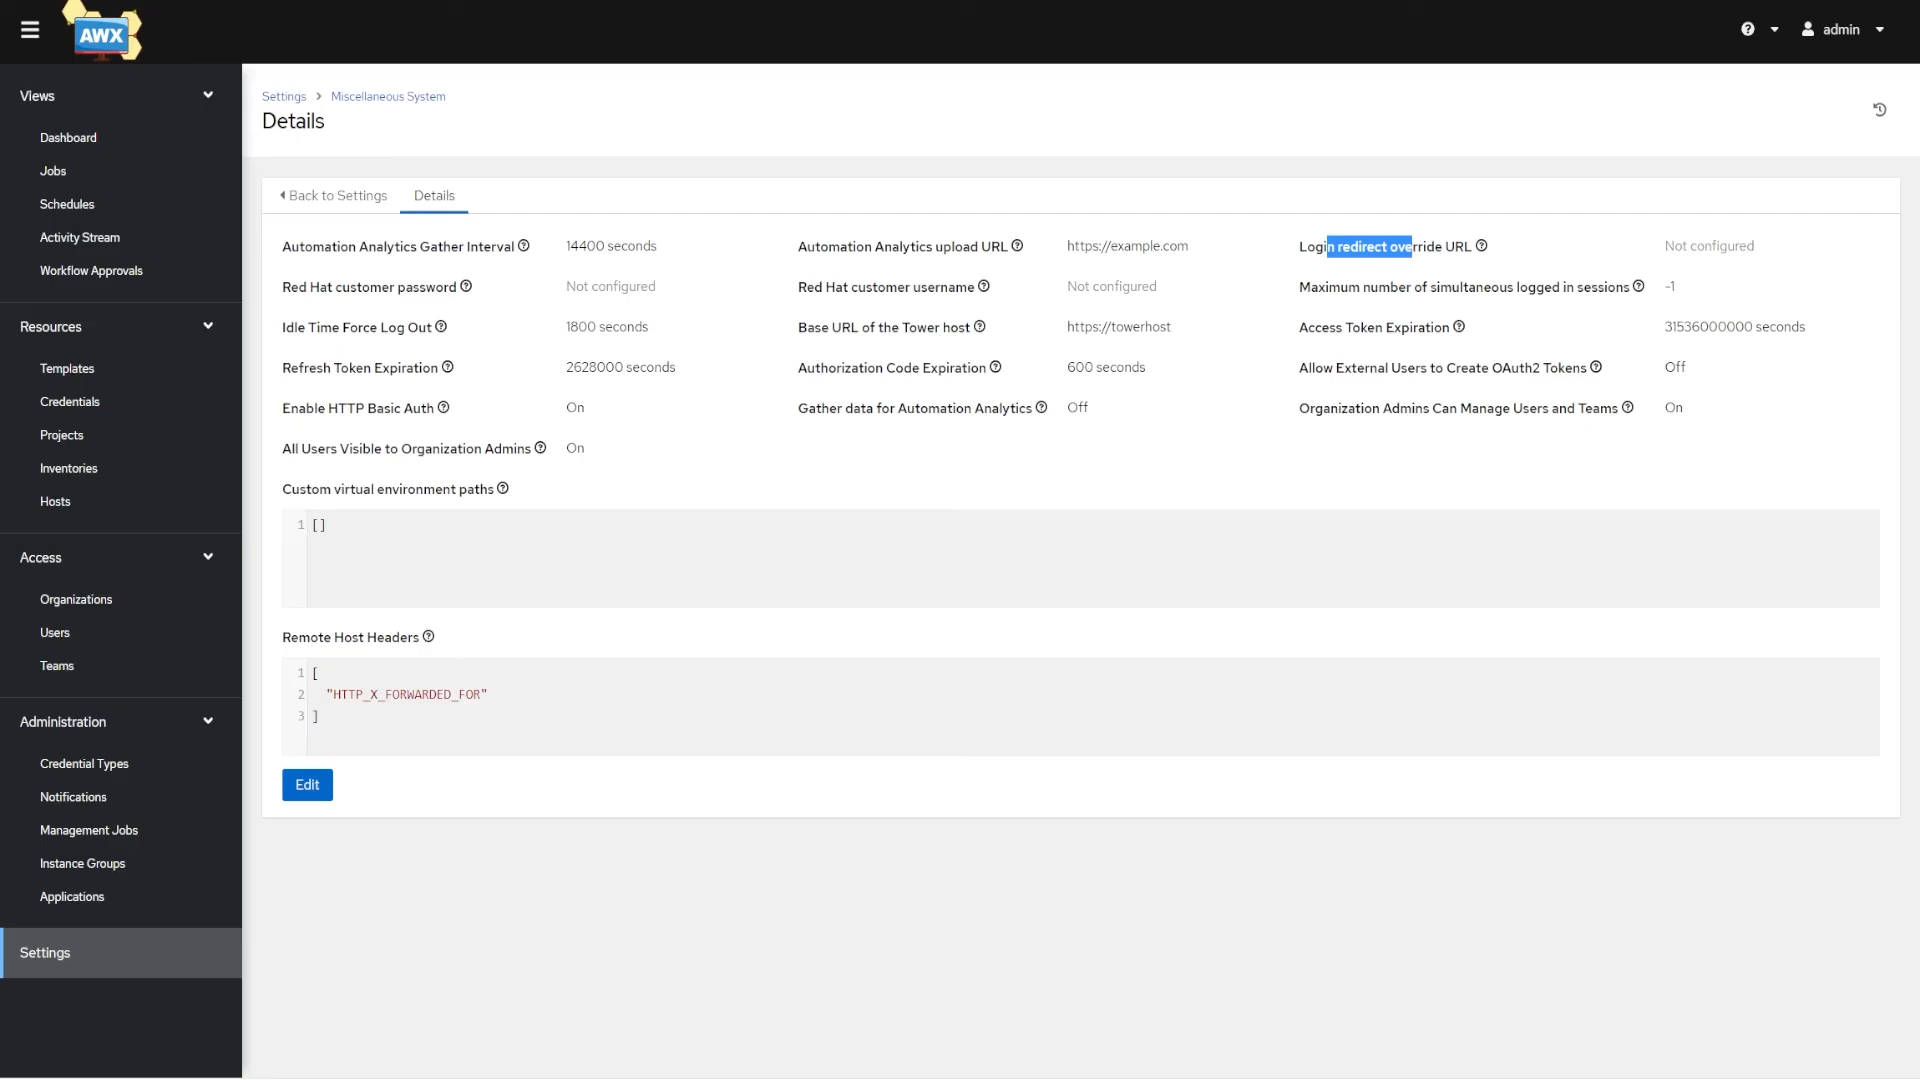 AWX
admin
Views
Dashboard
Jobs
Schedules
Activity Stream
Workflow Approvals
Resources
Templates
Credentials
Projects
Inventories
Hosts
Access
Organizations
Users
Teams
Administration
Credential Types
Notifications
Management Jobs
Instance Groups
Applications
Settings
Settings > Miscellaneous System
Details
Back to Settings Details
Automation Analytics Gather Interval 14400 seconds Automation Analytics upload URL https://example.com Login redirect override URL Not configured
Red Hat customer password Not configured Red Hat customer username Not configured Maximum number of simultaneous logged in sessions -1
Idle Time Force Log Out 1800 seconds Base URL of the Tower host https://towerhost Access Token Expiration 31536000000 seconds
Refresh Token Expiration 2628000 seconds Authorization Code Expiration 600 seconds Allow External Users to Create OAuth2 Tokens Off
Enable HTTP Basic Auth On Gather data for Automation Analytics Off Organization Admins Can Manage Users and Teams On
All Users Visible to Organization Admins On
Custom virtual environment paths
1 []
Remote Host Headers
1 [
2 "HTTP_X_FORWARDED_FOR"
3 ]
Edit